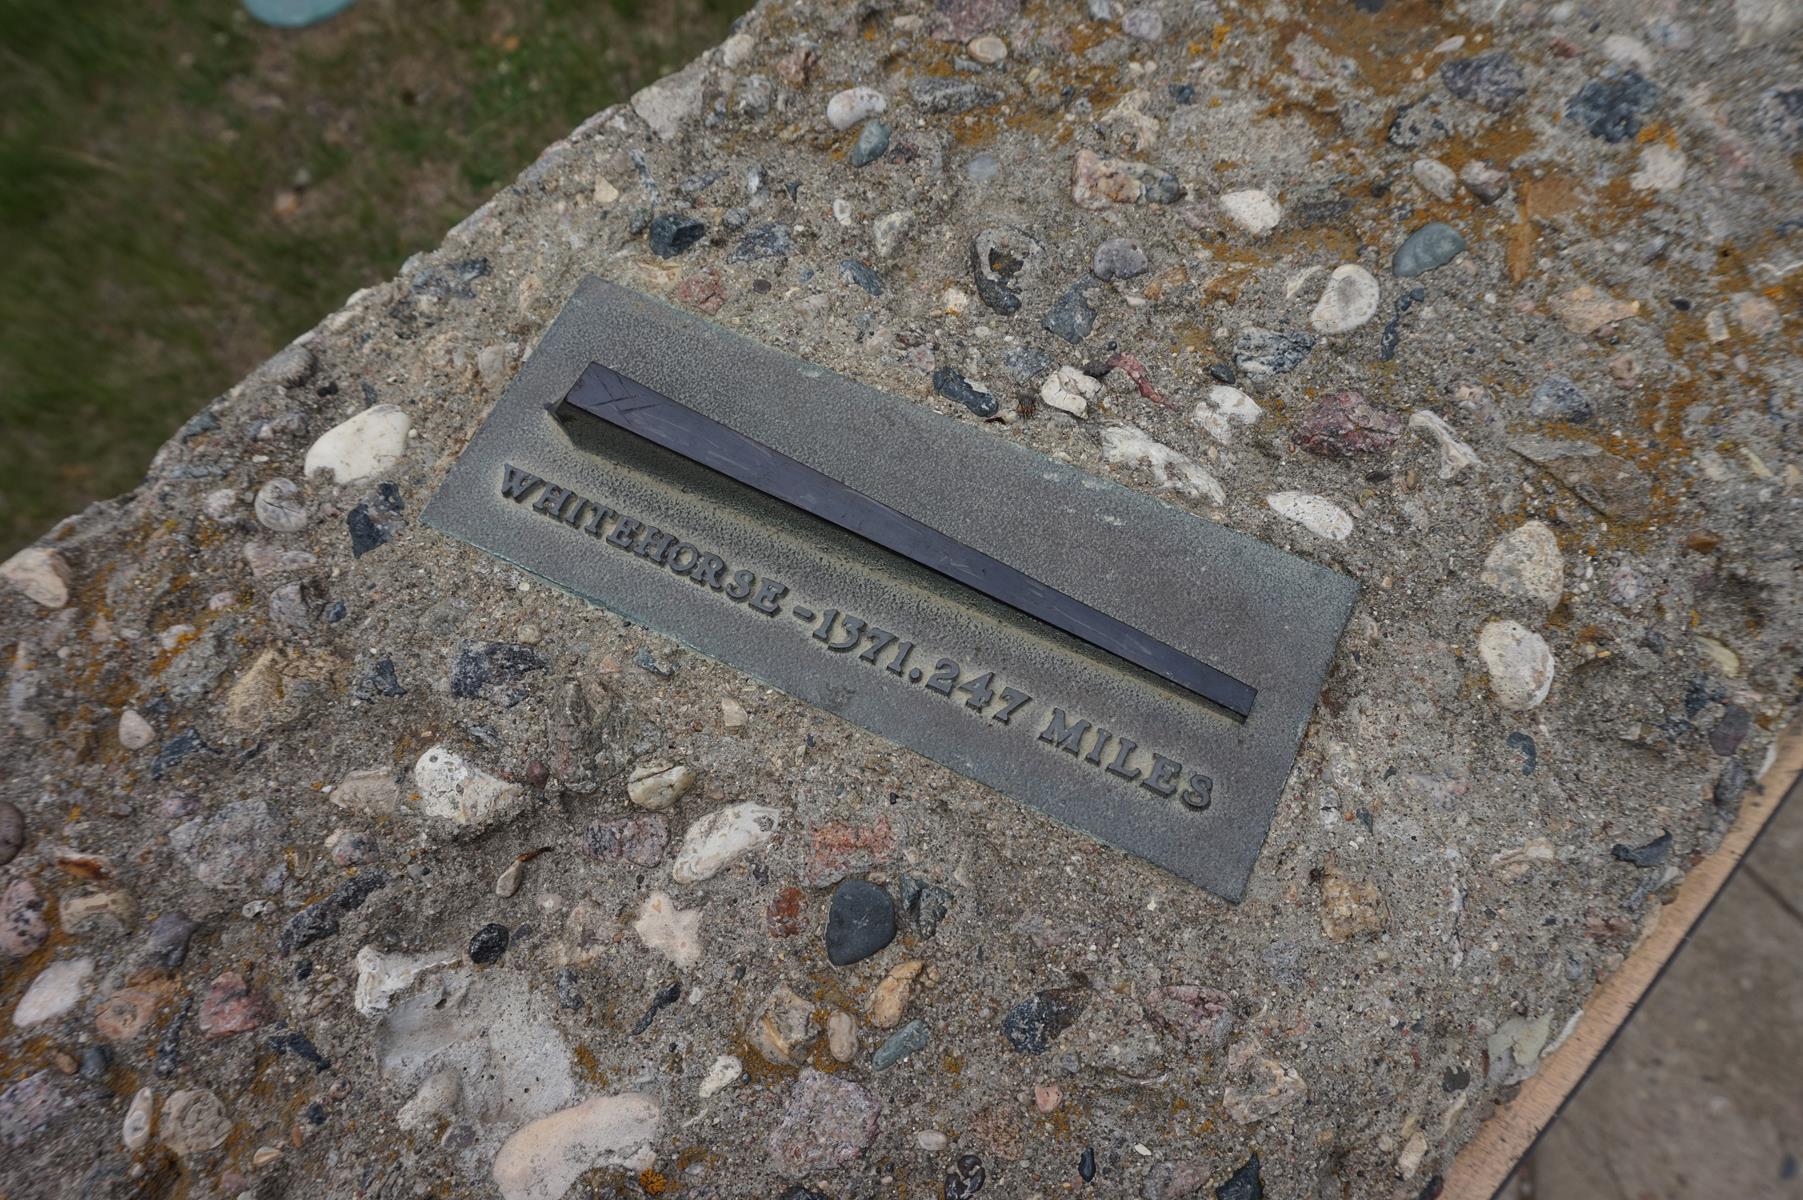 WHITEHORSE - 1371.247 MILES